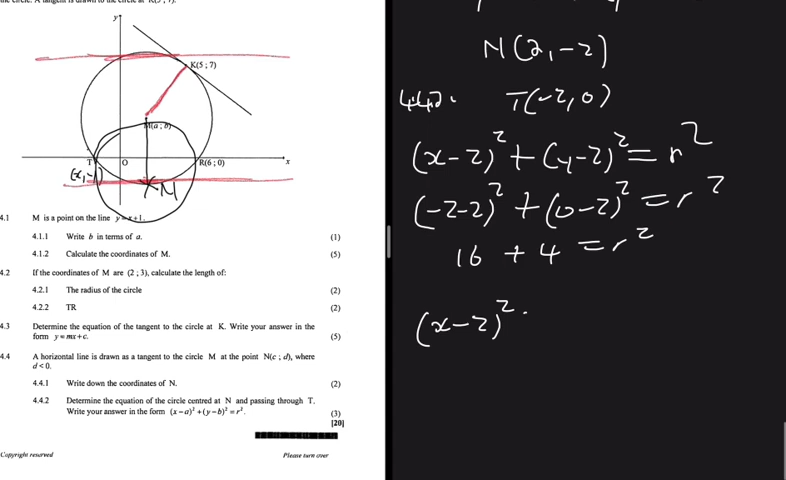 y
K(5 ; 7)
M(a ; b)
T
O
R(6 ; 0)
x
N
4.1 M is a point on the line y = x + 1.
4.1.1 Write b in terms of a. (1)
4.1.2 Calculate the coordinates of M. (5)
4.2 If the coordinates of M are (2 ; 3), calculate the length of:
4.2.1 The radius of the circle (2)
4.2.2 TR (2)
4.3 Determine the equation of the tangent to the circle at K. Write your answer in the
form y = mx + c. (5)
4.4 A horizontal line is drawn as a tangent to the circle M at the point N(c ; d), where
d < 0.
4.4.1 Write down the coordinates of N. (2)
4.4.2 Determine the equation of the circle centred at N and passing through T.
Write your answer in the form (x − a)² + (y − b)² = r². (3)
[20]
Copyright reserved
Please turn over
N(2, -2)
4.4.2. T(-2, 0)
(x-2)² + (y-2)² = r²
(-2-2)² + (0-2)² = r²
16 + 4 = r²
(x-2)²